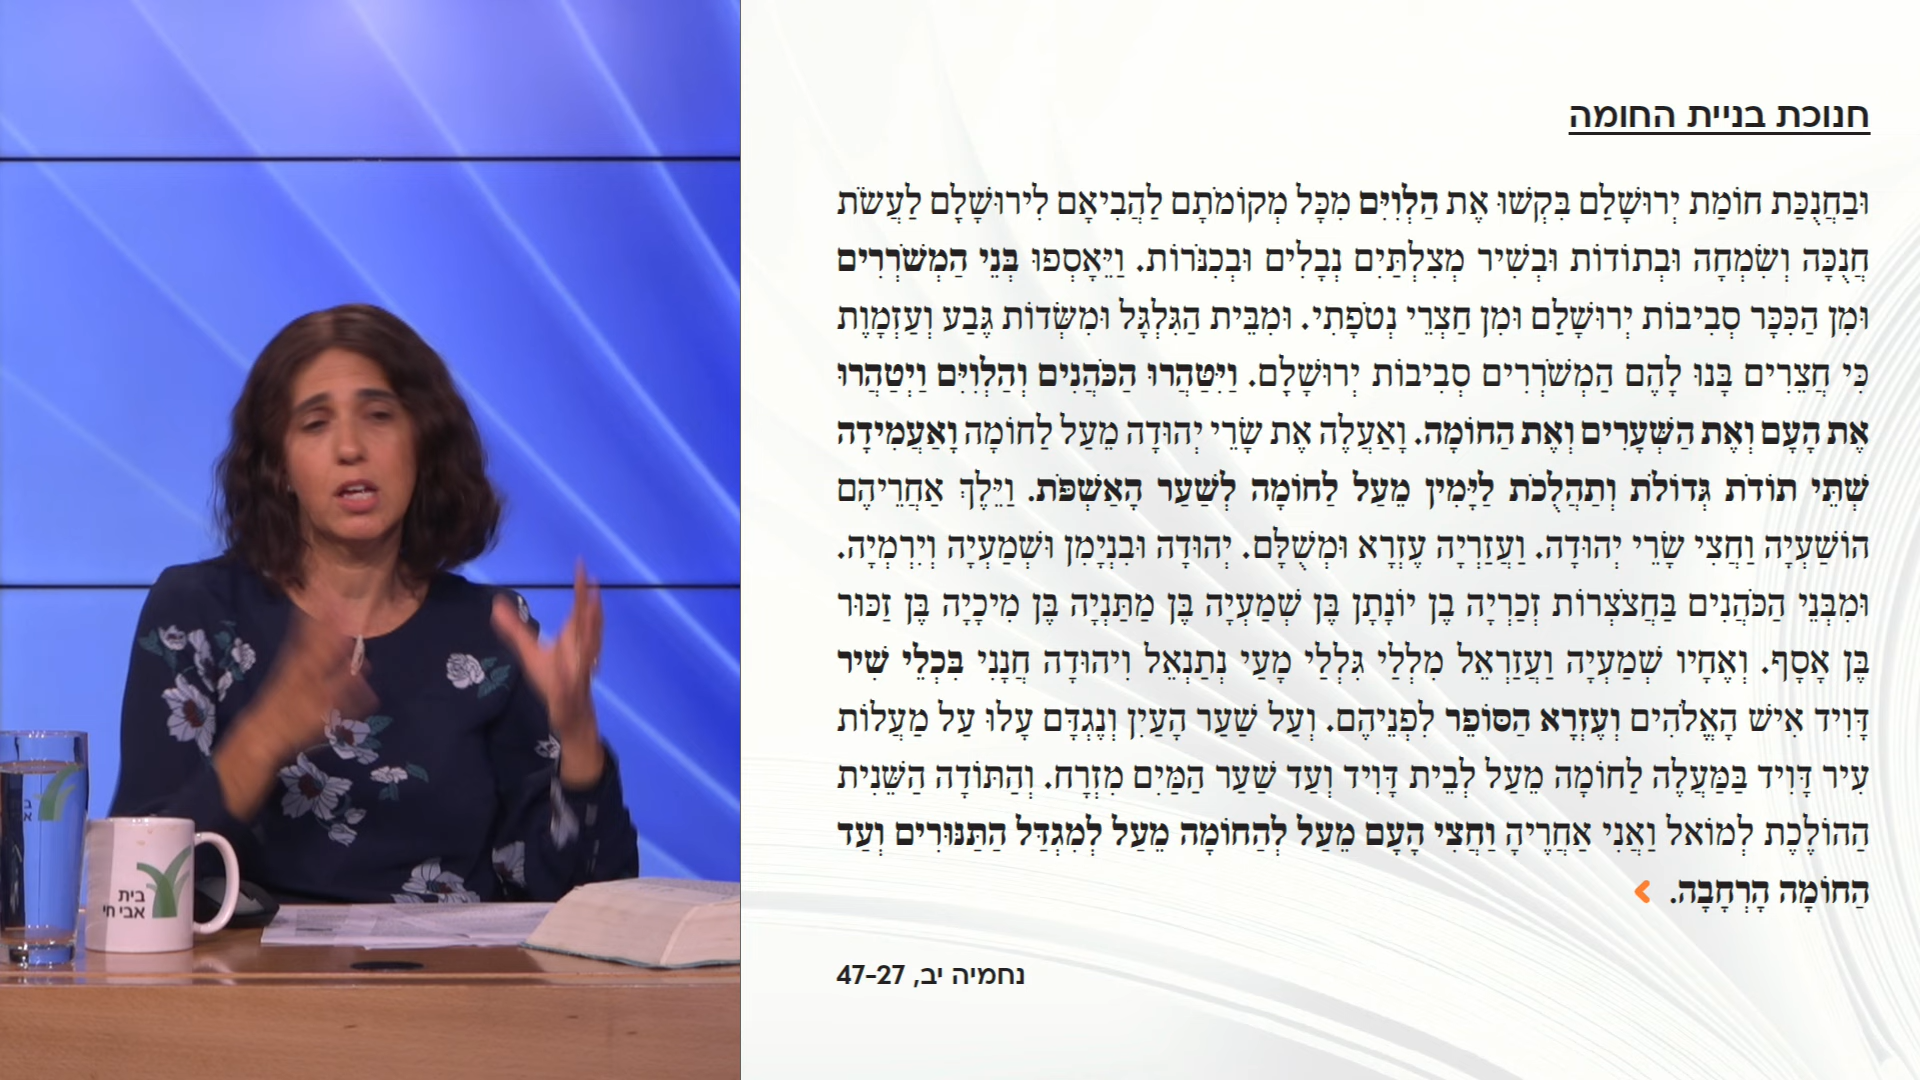 חנוכת בניית החומה
וּבַחֲנֻכַּת חוֹמַת יְרוּשָׁלִַם בִּקְשׁוּ אֶת הַלְוִיִּם מִכָּל מְקוֹמֹתָם לַהֲבִיאָם לִירוּשָׁלִָם לַעֲשֹׂת
חֲנֻכָּה וְשִׂמְחָה וּבְתוֹדוֹת וּבְשִׁיר מְצִלְתַּיִם נְבָלִים וּבְכִנֹּרוֹת. וַיֵּאָסְפוּ בְּנֵי הַמְשֹׁרְרִים
וּמִן הַכִּכָּר סְבִיבוֹת יְרוּשָׁלִַם וּמִן חַצְרֵי נְטֹפָתִי. וּמִבֵּית הַגִּלְגָּל וּמִשְּׂדוֹת גֶּבַע וְעַזְמָוֶת
כִּי חֲצֵרִים בָּנוּ לָהֶם הַמְשֹׁרְרִים סְבִיבוֹת יְרוּשָׁלִָם. וַיִּטַּהֲרוּ הַכֹּהֲנִים וְהַלְוִיִּם וַיְטַהֲרוּ
אֶת הָעָם וְאֶת הַשְּׁעָרִים וְאֶת הַחוֹמָה. וָאַעֲלֶה אֶת שָׂרֵי יְהוּדָה מֵעַל לַחוֹמָה וָאַעֲמִידָה
שְׁתֵּי תוֹדֹת גְּדוֹלֹת וְתַהֲלֻכֹת לַיָּמִין מֵעַל לַחוֹמָה לְשַׁעַר הָאַשְׁפֹּת. וַיֵּלֶךְ אַחֲרֵיהֶם
הוֹשַׁעְיָה וַחֲצִי שָׂרֵי יְהוּדָה. וַעֲזַרְיָה עֶזְרָא וּמְשֻׁלָּם. יְהוּדָה וּבִנְיָמִן וּשְׁמַעְיָה וְיִרְמְיָה.
וּמִבְּנֵי הַכֹּהֲנִים בַּחֲצֹצְרוֹת זְכַרְיָה בֶן יוֹנָתָן בֶּן שְׁמַעְיָה בֶּן מַתַּנְיָה בֶּן מִיכָיָה בֶּן זַכּוּר
בֶּן אָסָף. וְאֶחָיו שְׁמַעְיָה וַעֲזַרְאֵל מִלְלַי גִּלְלַי מָעַי נְתַנְאֵל וִיהוּדָה חֲנָנִי בִּכְלֵי שִׁיר
דָּוִיד אִישׁ הָאֱלֹהִים וְעֶזְרָא הַסּוֹפֵר לִפְנֵיהֶם. וְעַל שַׁעַר הָעַיִן וְנֶגְדָּם עָלוּ עַל מַעֲלוֹת
עִיר דָּוִיד בַּמַּעֲלֶה לַחוֹמָה מֵעַל לְבֵית דָּוִיד וְעַד שַׁעַר הַמַּיִם מִזְרָח. וְהַתּוֹדָה הַשֵּׁנִית
הַהוֹלֶכֶת לְמוֹאל וַאֲנִי אַחֲרֶיהָ וַחֲצִי הָעָם מֵעַל לְהַחוֹמָה מֵעַל לְמִגְדַּל הַתַּנּוּרִים וְעַד
הַחוֹמָה הָרְחָבָה.
נחמיה יב, 27-47
בית
אבי חי